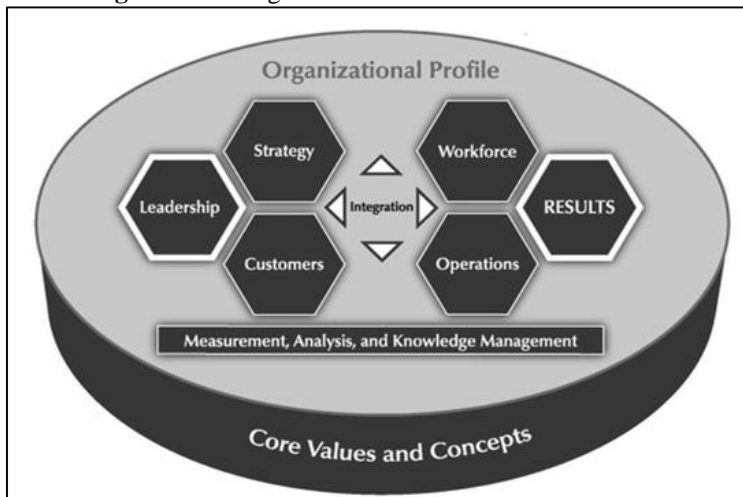 Organizational Profile
Strategy
Workforce
Leadership
Integration
RESULTS
Customers
Operations
Measurement, Analysis, and Knowledge Management
Core Values and Concepts